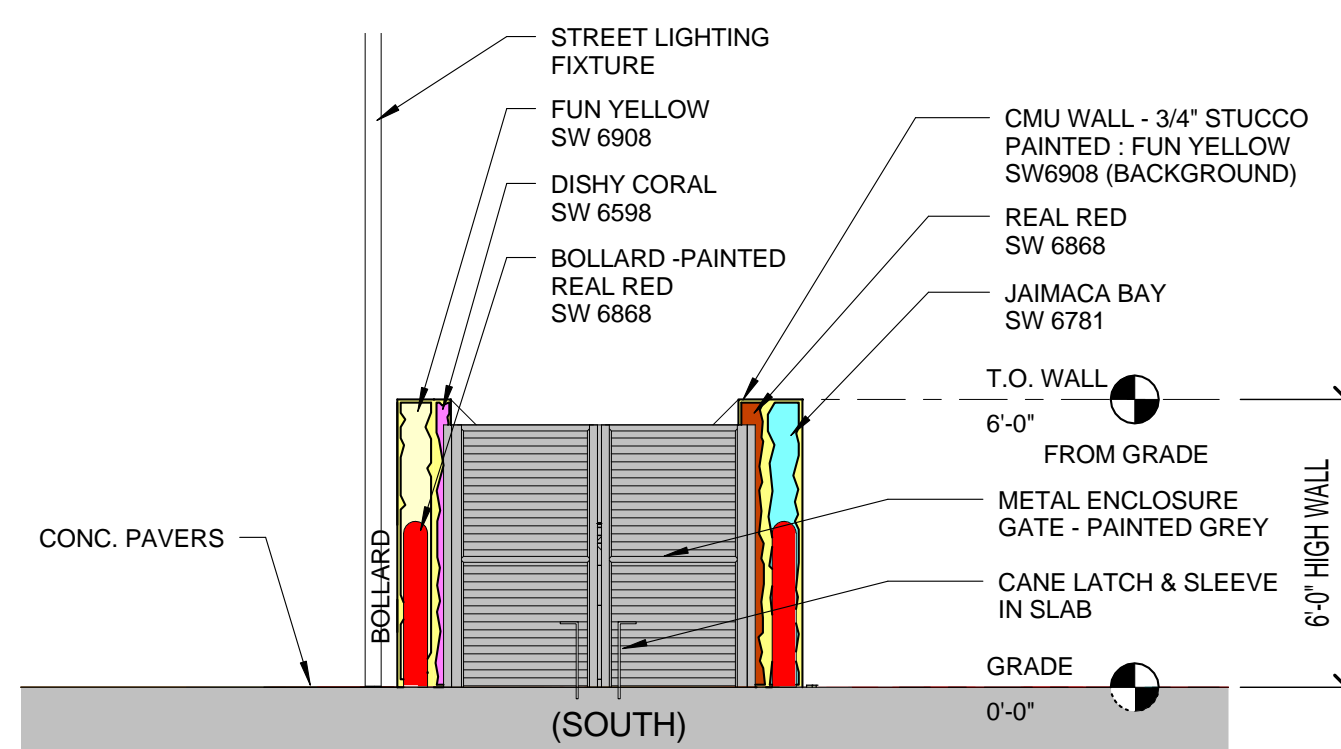 STREET LIGHTING
FIXTURE
FUN YELLOW
SW 6908
DISHY CORAL
SW 6598
BOLLARD -PAINTED
REAL RED
SW 6868
CMU WALL - 3/4" STUCCO
PAINTED : FUN YELLOW
SW6908 (BACKGROUND)
REAL RED
SW 6868
JAIMACA BAY
SW 6781
T.O. WALL
6'-0"
FROM GRADE
METAL ENCLOSURE
GATE - PAINTED GREY
CANE LATCH & SLEEVE
IN SLAB
GRADE
0'-0"
6'-0" HIGH WALL
CONC. PAVERS
BOLLARD
(SOUTH)